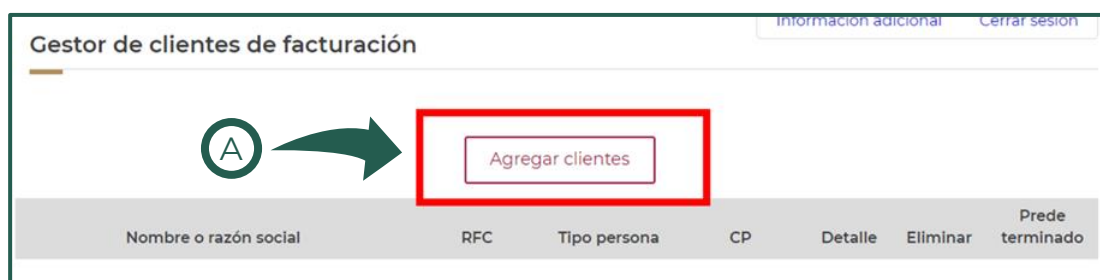 Información adicional Cerrar sesión
Gestor de clientes de facturación
A
Agregar clientes
Nombre o razón social RFC Tipo persona CP Detalle Eliminar Prede
terminado